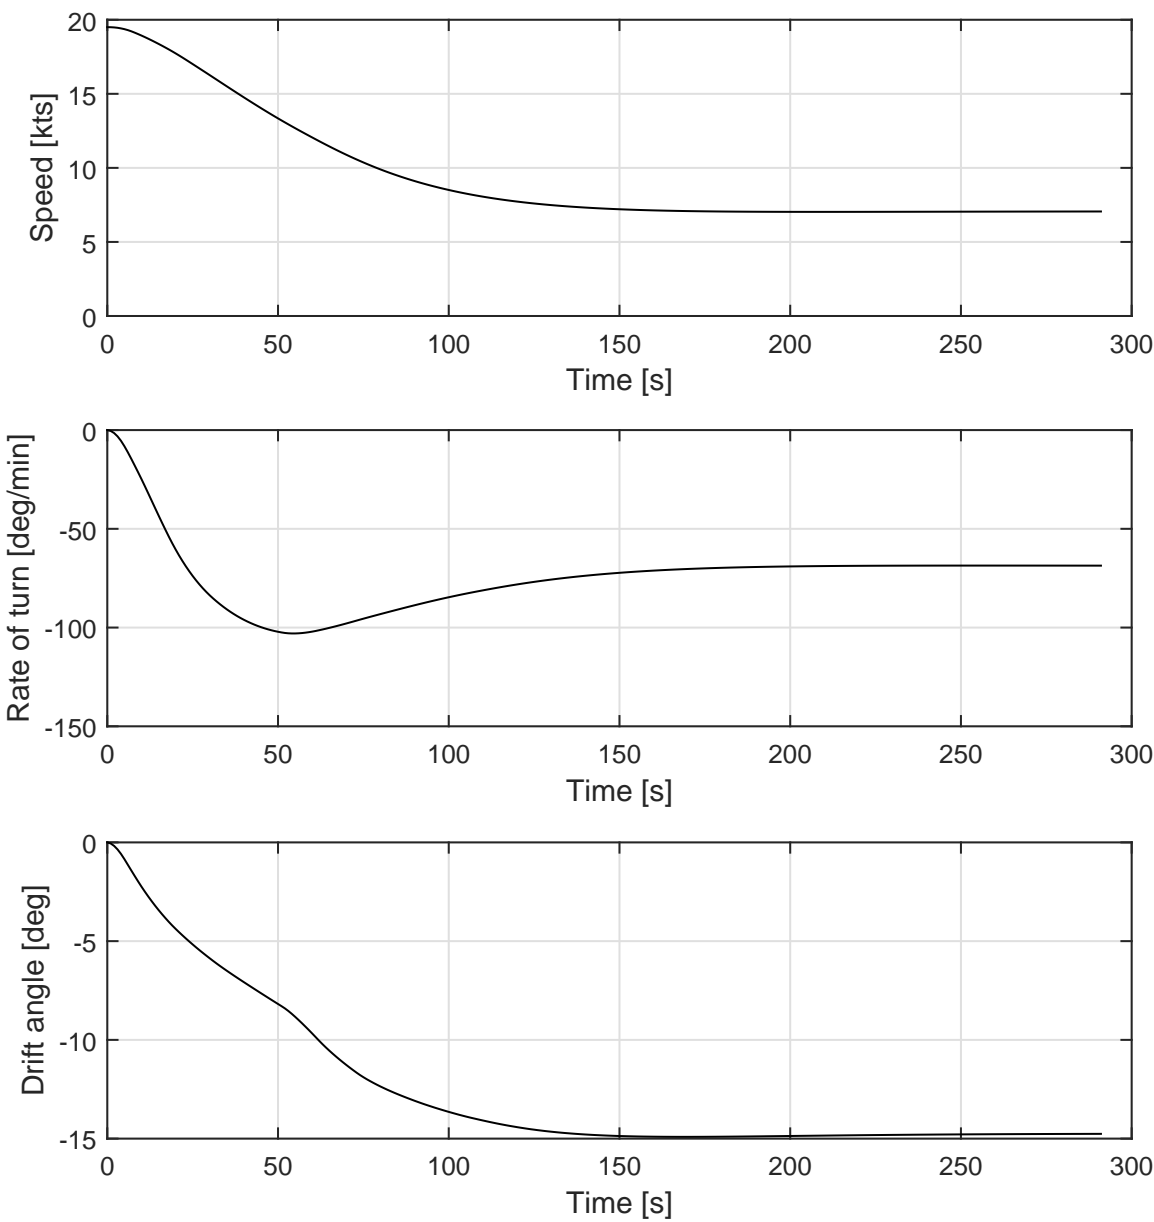 Speed [kts]
20
15
10
5
0
0 50 100 150 200 250 300
Time [s]
Rate of turn [deg/min]
0
-50
-100
-150
0 50 100 150 200 250 300
Time [s]
Drift angle [deg]
0
-5
-10
-15
0 50 100 150 200 250 300
Time [s]